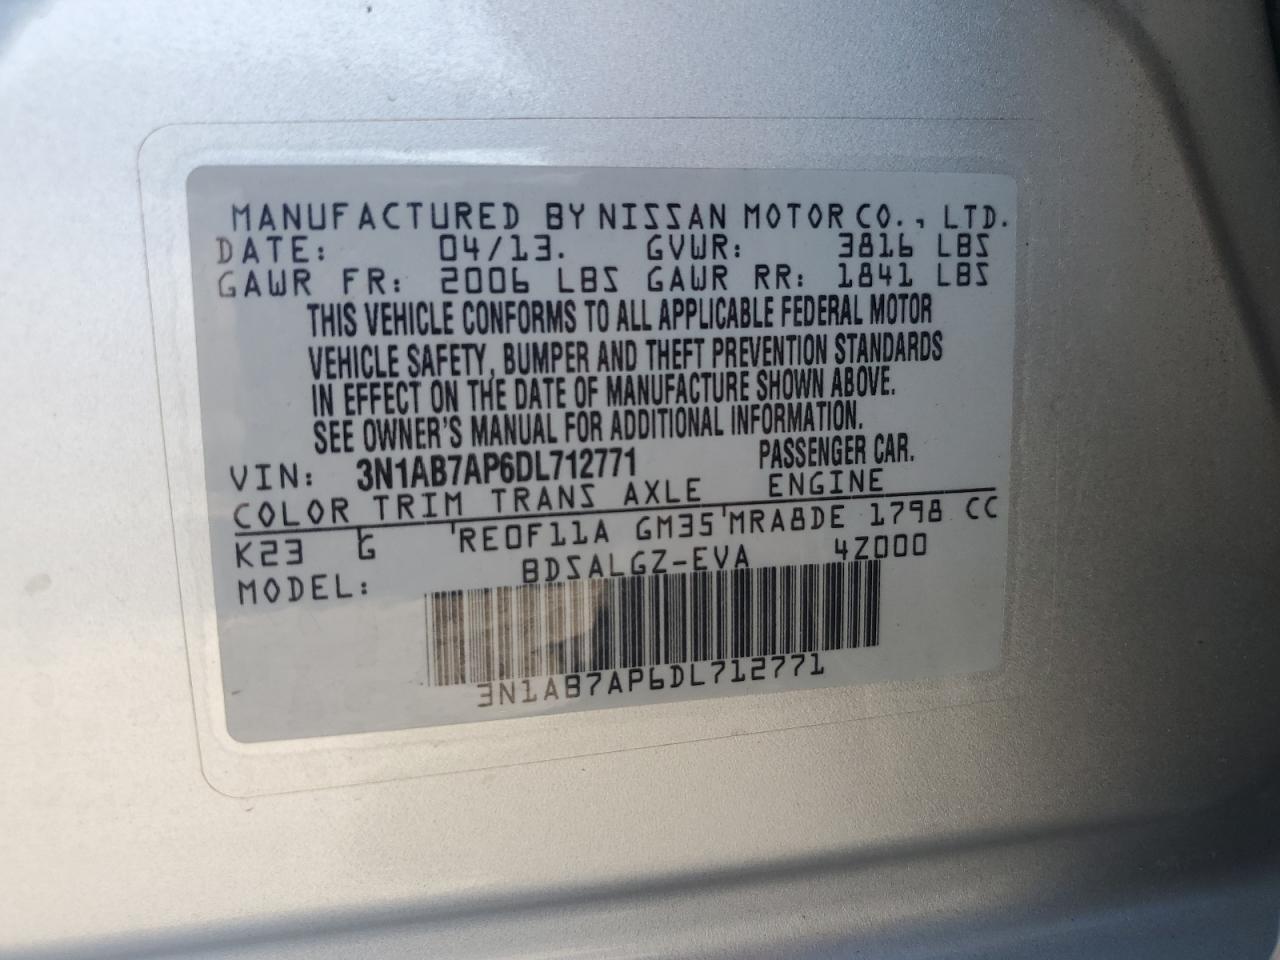 MANUFACTURED BY NISSAN MOTOR CO., LTD.
DATE: 04/13. GVWR: 3816 LBS
GAWR FR: 2006 LBS GAWR RR: 1841 LBS
THIS VEHICLE CONFORMS TO ALL APPLICABLE FEDERAL MOTOR
VEHICLE SAFETY, BUMPER AND THEFT PREVENTION STANDARDS
IN EFFECT ON THE DATE OF MANUFACTURE SHOWN ABOVE.
SEE OWNER'S MANUAL FOR ADDITIONAL INFORMATION.
VIN: 3N1AB7AP6DL712771 PASSENGER CAR.
COLOR TRIM TRANS AXLE ENGINE
K23 G RE0F11A GM35 MRA8DE 1798 CC
MODEL: BDSALGZ-EVA 4Z000
3N1AB7AP6DL712771